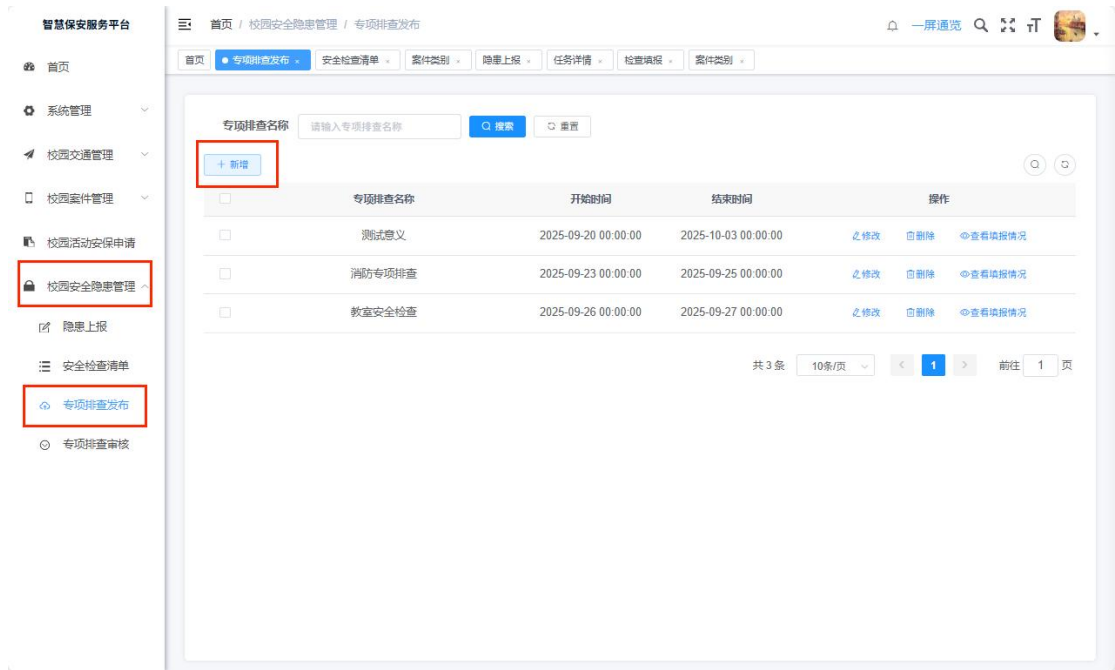 智慧保安服务平台
首页 / 校园安全隐患管理 / 专项排查发布
一屏通览
首页
专项排查发布 ×
安全检查清单 ×
案件类别 ×
隐患上报 ×
任务详情 ×
检查填报 ×
案件类别 ×
首页
系统管理
校园交通管理
校园案件管理
校园活动安保申请
校园安全隐患管理
隐患上报
安全检查清单
专项排查发布
专项排查审核
专项排查名称 请输入专项排查名称 搜索 重置
+ 新增
专项排查名称 开始时间 结束时间 操作
测试意义 2025-09-20 00:00:00 2025-10-03 00:00:00 修改 删除 查看填报情况
消防专项排查 2025-09-23 00:00:00 2025-09-25 00:00:00 修改 删除 查看填报情况
教室安全检查 2025-09-26 00:00:00 2025-09-27 00:00:00 修改 删除 查看填报情况
共 3 条 10条/页 < 1 > 前往 1 页